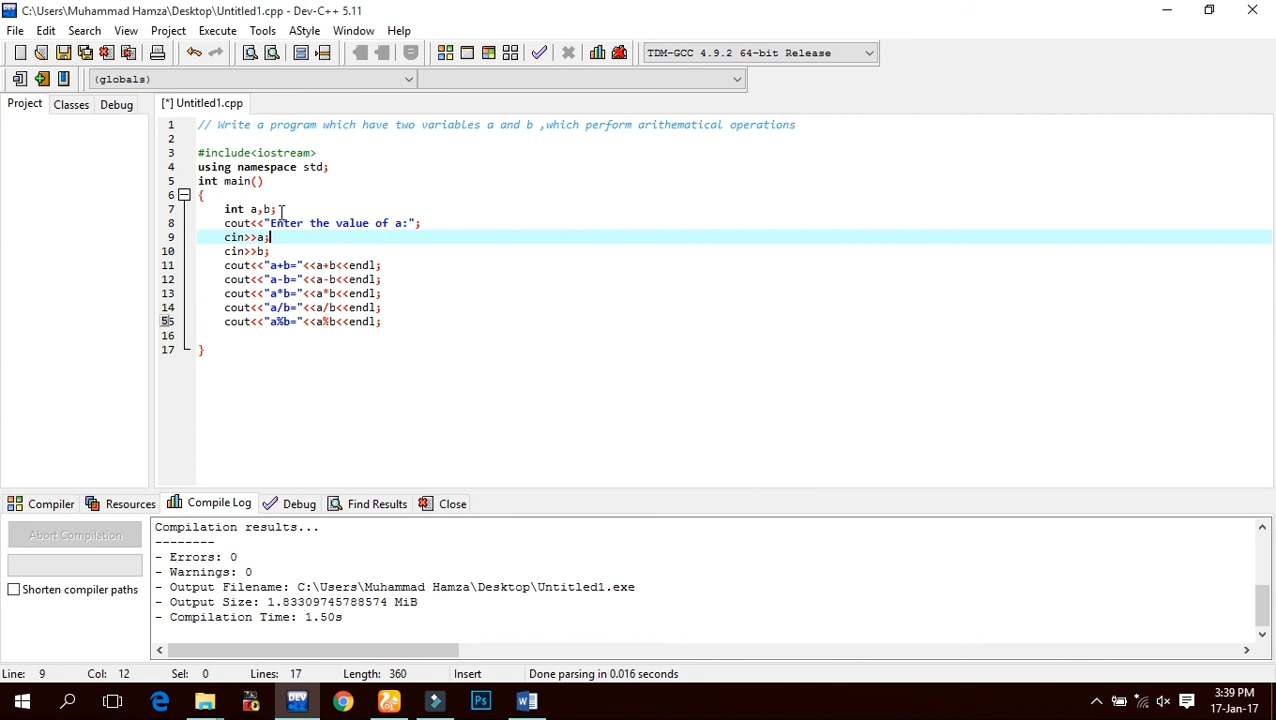 C:\Users\Muhammad Hamza\Desktop\Untitled1.cpp - Dev-C++ 5.11
File Edit Search View Project Execute Tools AStyle Window Help
TDM-GCC 4.9.2 64-bit Release
(globals)
Project Classes Debug [*] Untitled1.cpp
1 // Write a program which have two variables a and b ,which perform arithematical operations
2
3 #include<iostream>
4 using namespace std;
5 int main()
6 {
7 int a,b;
8 cout<<"Enter the value of a:";
9 cin>>a;
10 cin>>b;
11 cout<<"a+b="<<a+b<<endl;
12 cout<<"a-b="<<a-b<<endl;
13 cout<<"a*b="<<a*b<<endl;
14 cout<<"a/b="<<a/b<<endl;
5 cout<<"a%b="<<a%b<<endl;
16
17 }
Compiler Resources Compile Log Debug Find Results Close
Abort Compilation
Shorten compiler paths
Compilation results...
--------
- Errors: 0
- Warnings: 0
- Output Filename: C:\Users\Muhammad Hamza\Desktop\Untitled1.exe
- Output Size: 1.83309745788574 MiB
- Compilation Time: 1.50s
Line: 9 Col: 12 Sel: 0 Lines: 17 Length: 360 Insert Done parsing in 0.016 seconds
DEV
Ps
3:39 PM
17-Jan-17